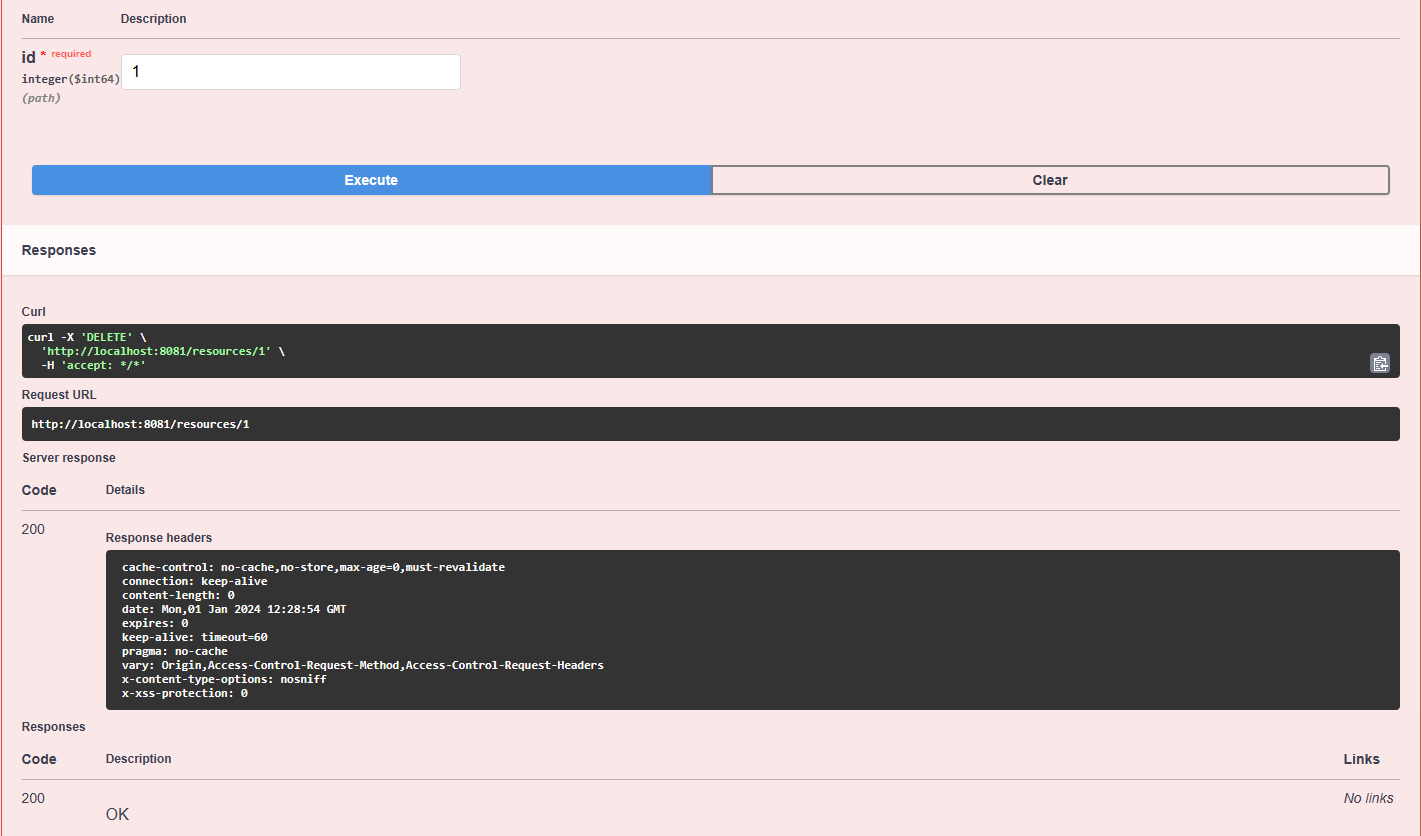 Name Description
id * required
integer($int64)
(path)
1
Execute Clear
Responses
Curl
curl -X 'DELETE' \
'http://localhost:8081/resources/1' \
-H 'accept: */*'
Request URL
http://localhost:8081/resources/1
Server response
Code Details
200
Response headers
cache-control: no-cache,no-store,max-age=0,must-revalidate
connection: keep-alive
content-length: 0
date: Mon,01 Jan 2024 12:28:54 GMT
expires: 0
keep-alive: timeout=60
pragma: no-cache
vary: Origin,Access-Control-Request-Method,Access-Control-Request-Headers
x-content-type-options: nosniff
x-xss-protection: 0
Responses
Code Description Links
200 No links
OK